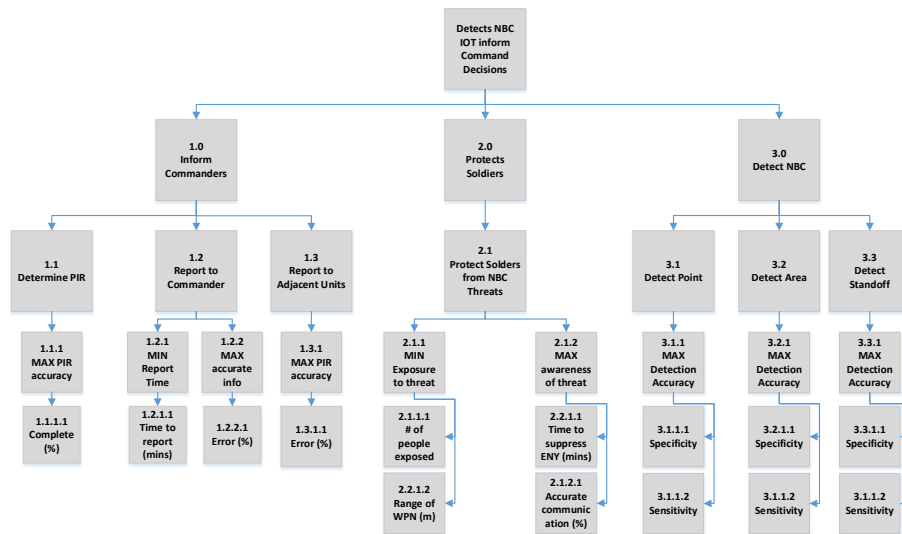 Detects NBC
IOT inform
Command
Decisions
1.0
Inform
Commanders
2.0
Protects
Soldiers
3.0
Detect NBC
1.1
Determine PIR
1.2
Report to
Commander
1.3
Report to
Adjacent Units
2.1
Protect Solders
from NBC
Threats
3.1
Detect Point
3.2
Detect Area
3.3
Detect
Standoff
1.1.1
MAX PIR
accuracy
1.2.1
MIN
Report
Time
1.2.2
MAX
accurate
info
1.3.1
MAX PIR
accuracy
2.1.1
MIN
Exposure
to threat
2.1.2
MAX
awareness
of threat
3.1.1
MAX
Detection
Accuracy
3.2.1
MAX
Detection
Accuracy
3.3.1
MAX
Detection
Accuracy
1.1.1.1
Complete
(%)
1.2.1.1
Time to
report
(mins)
1.2.2.1
Error (%)
1.3.1.1
Error (%)
2.1.1.1
# of
people
exposed
2.2.1.1
Time to
suppress
ENY (mins)
3.1.1.1
Specificity
3.2.1.1
Specificity
3.3.1.1
Specificity
2.2.1.2
Range of
WPN (m)
2.1.2.1
Accurate
communic
ation (%)
3.1.1.2
Sensitivity
3.1.1.2
Sensitivity
3.1.1.2
Sensitivity